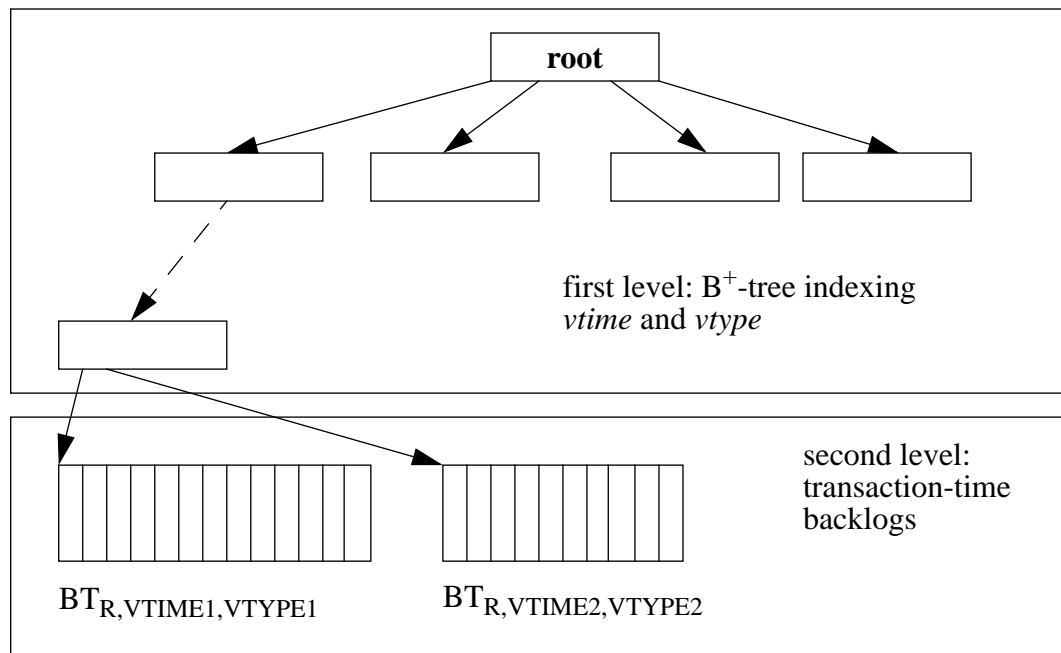 root
first level: B+-tree indexing
vtime and vtype
second level:
transaction-time
backlogs
BTR,VTIME1,VTYPE1
BTR,VTIME2,VTYPE2